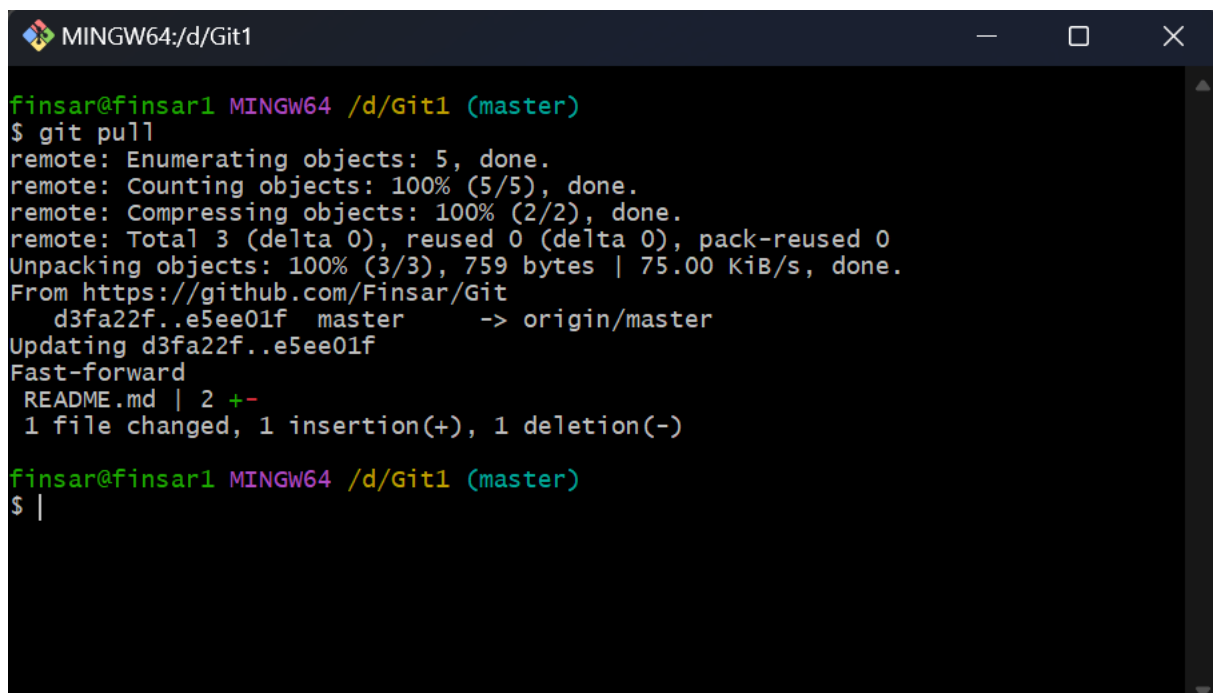 MINGW64:/d/Git1
finsar@finsar1 MINGW64 /d/Git1 (master)
$ git pull
remote: Enumerating objects: 5, done.
remote: Counting objects: 100% (5/5), done.
remote: Compressing objects: 100% (2/2), done.
remote: Total 3 (delta 0), reused 0 (delta 0), pack-reused 0
Unpacking objects: 100% (3/3), 759 bytes | 75.00 KiB/s, done.
From https://github.com/Finsar/Git
   d3fa22f..e5ee01f  master     -> origin/master
Updating d3fa22f..e5ee01f
Fast-forward
 README.md | 2 +-
 1 file changed, 1 insertion(+), 1 deletion(-)
finsar@finsar1 MINGW64 /d/Git1 (master)
$